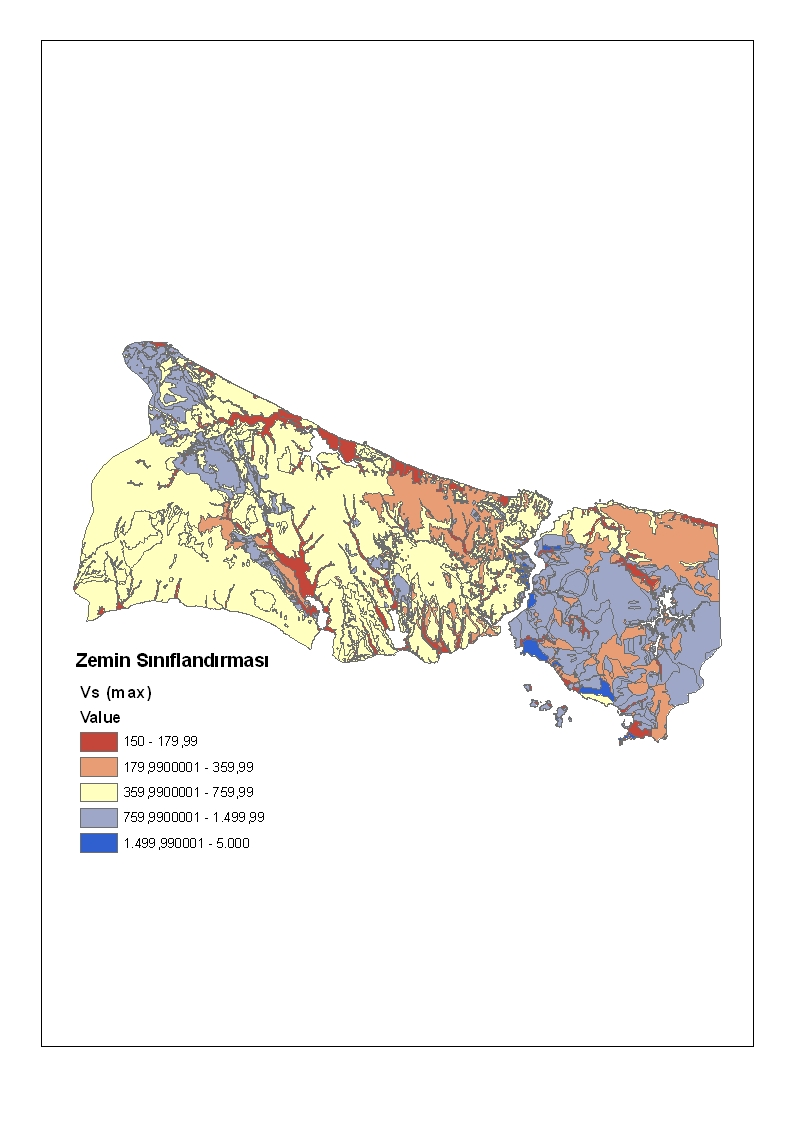 Zemin Sınıflandırması
Vs (max)
Value
150 - 179,99
179,9900001 - 359,99
359,9900001 - 759,99
759,9900001 - 1.499,99
1.499,990001 - 5.000